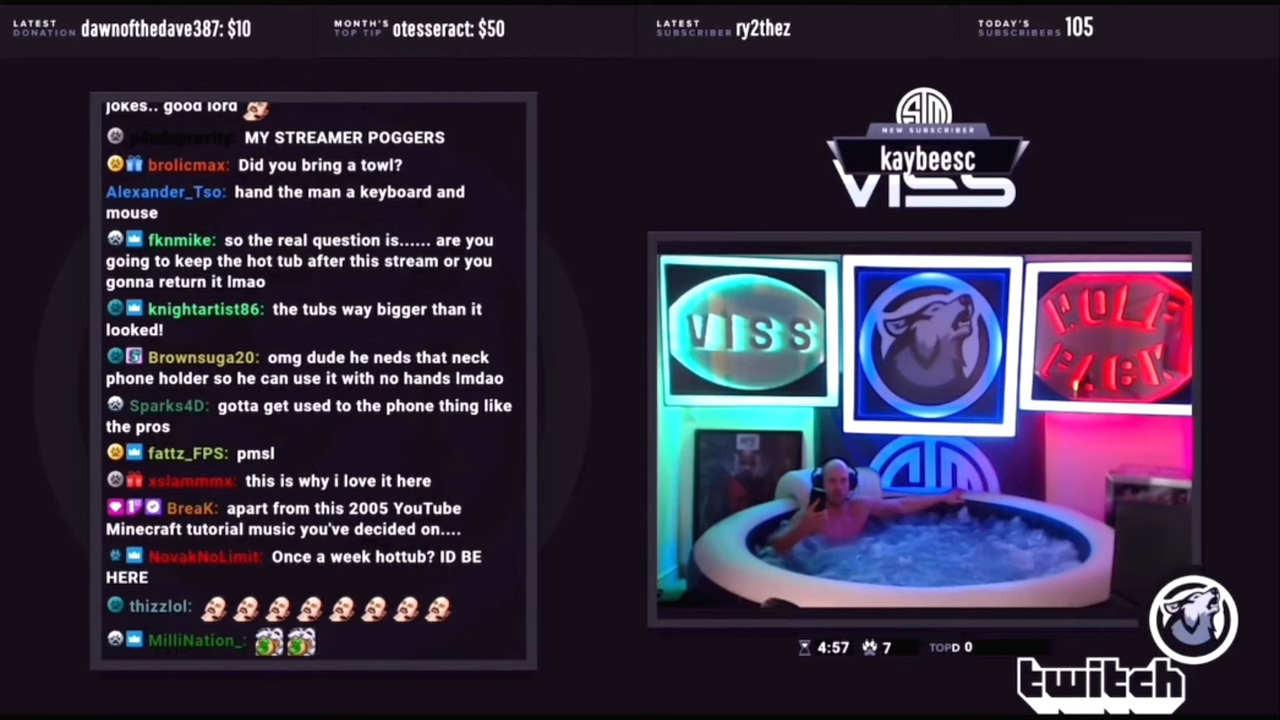 LATEST DONATION dawnofthedave387: $10
MONTH'S TOP TIP otesseract: $50
LATEST SUBSCRIBER ry2thez
TODAY'S SUBSCRIBERS 105
jokes.. good lord
MY STREAMER POGGERS
brolicmax: Did you bring a towl?
Alexander_Tso: hand the man a keyboard and
mouse
fknmike: so the real question is...... are you
going to keep the hot tub after this stream or you
gonna return it lmao
knightartist86: the tubs way bigger than it
looked!
Brownsuga20: omg dude he neds that neck
phone holder so he can use it with no hands lmdao
Sparks4D: gotta get used to the phone thing like
the pros
fattz_FPS: pmsl
xslammmx: this is why i love it here
BreaK: apart from this 2005 YouTube
Minecraft tutorial music you've decided on....
NovakNoLimit: Once a week hottub? ID BE
HERE
thizzlol:
MilliNation_:
TSM
NEW SUBSCRIBER
kaybeesc
VISS
VISS
WOLF
PACK
TSM
4:57
7
TOPD 0
twitch